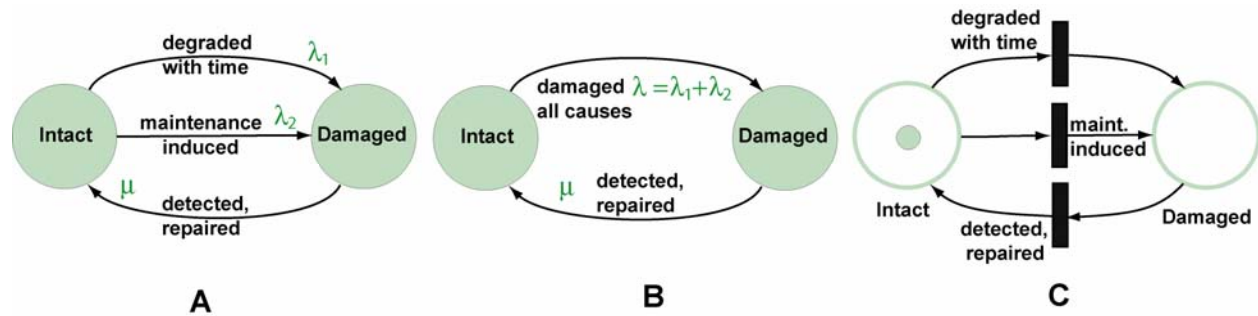 degraded
with time
λ₁
Intact
maintenance
induced
λ₂
Damaged
μ
detected,
repaired
A
damaged λ =λ₁+λ₂
all causes
Intact
Damaged
μ
detected,
repaired
B
degraded
with time
maint.
induced
Intact
Damaged
detected,
repaired
C